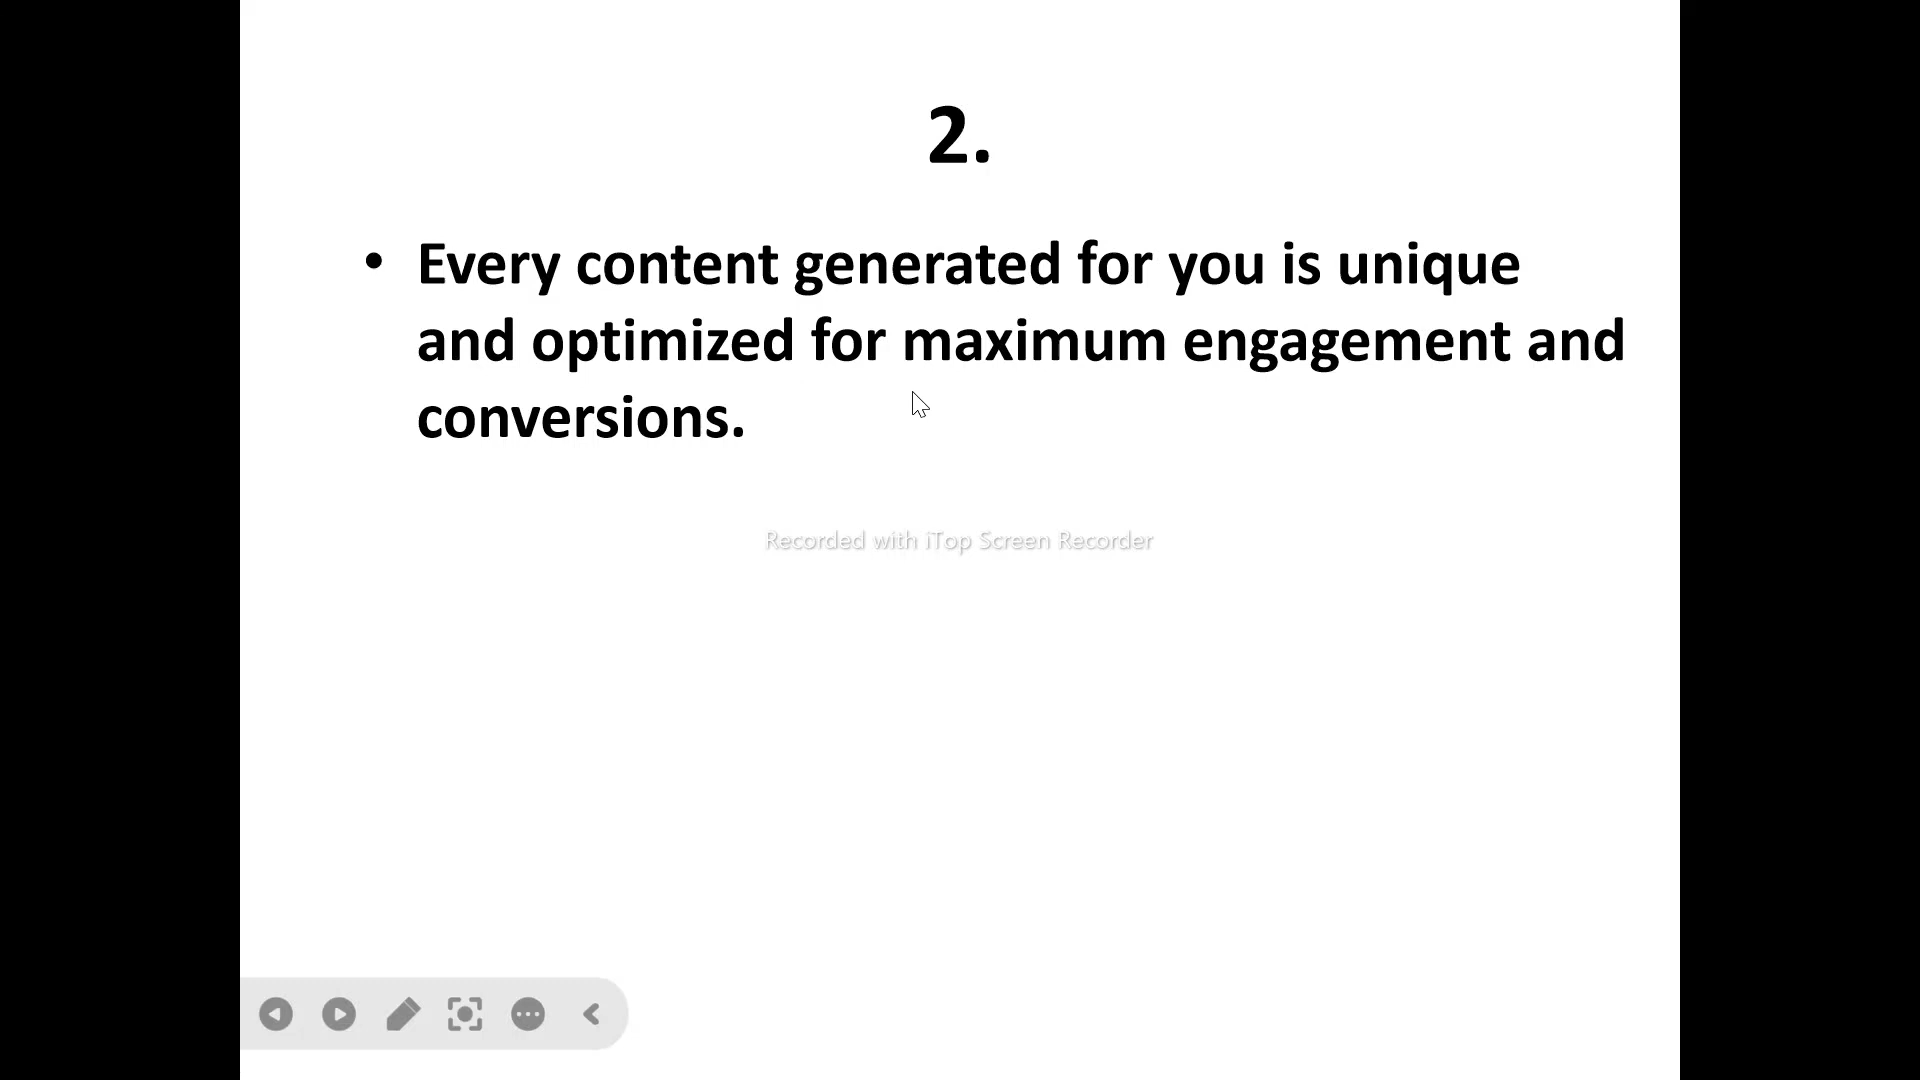 2.
• Every content generated for you is unique
and optimized for maximum engagement and
conversions.
Recorded with iTop Screen Recorder